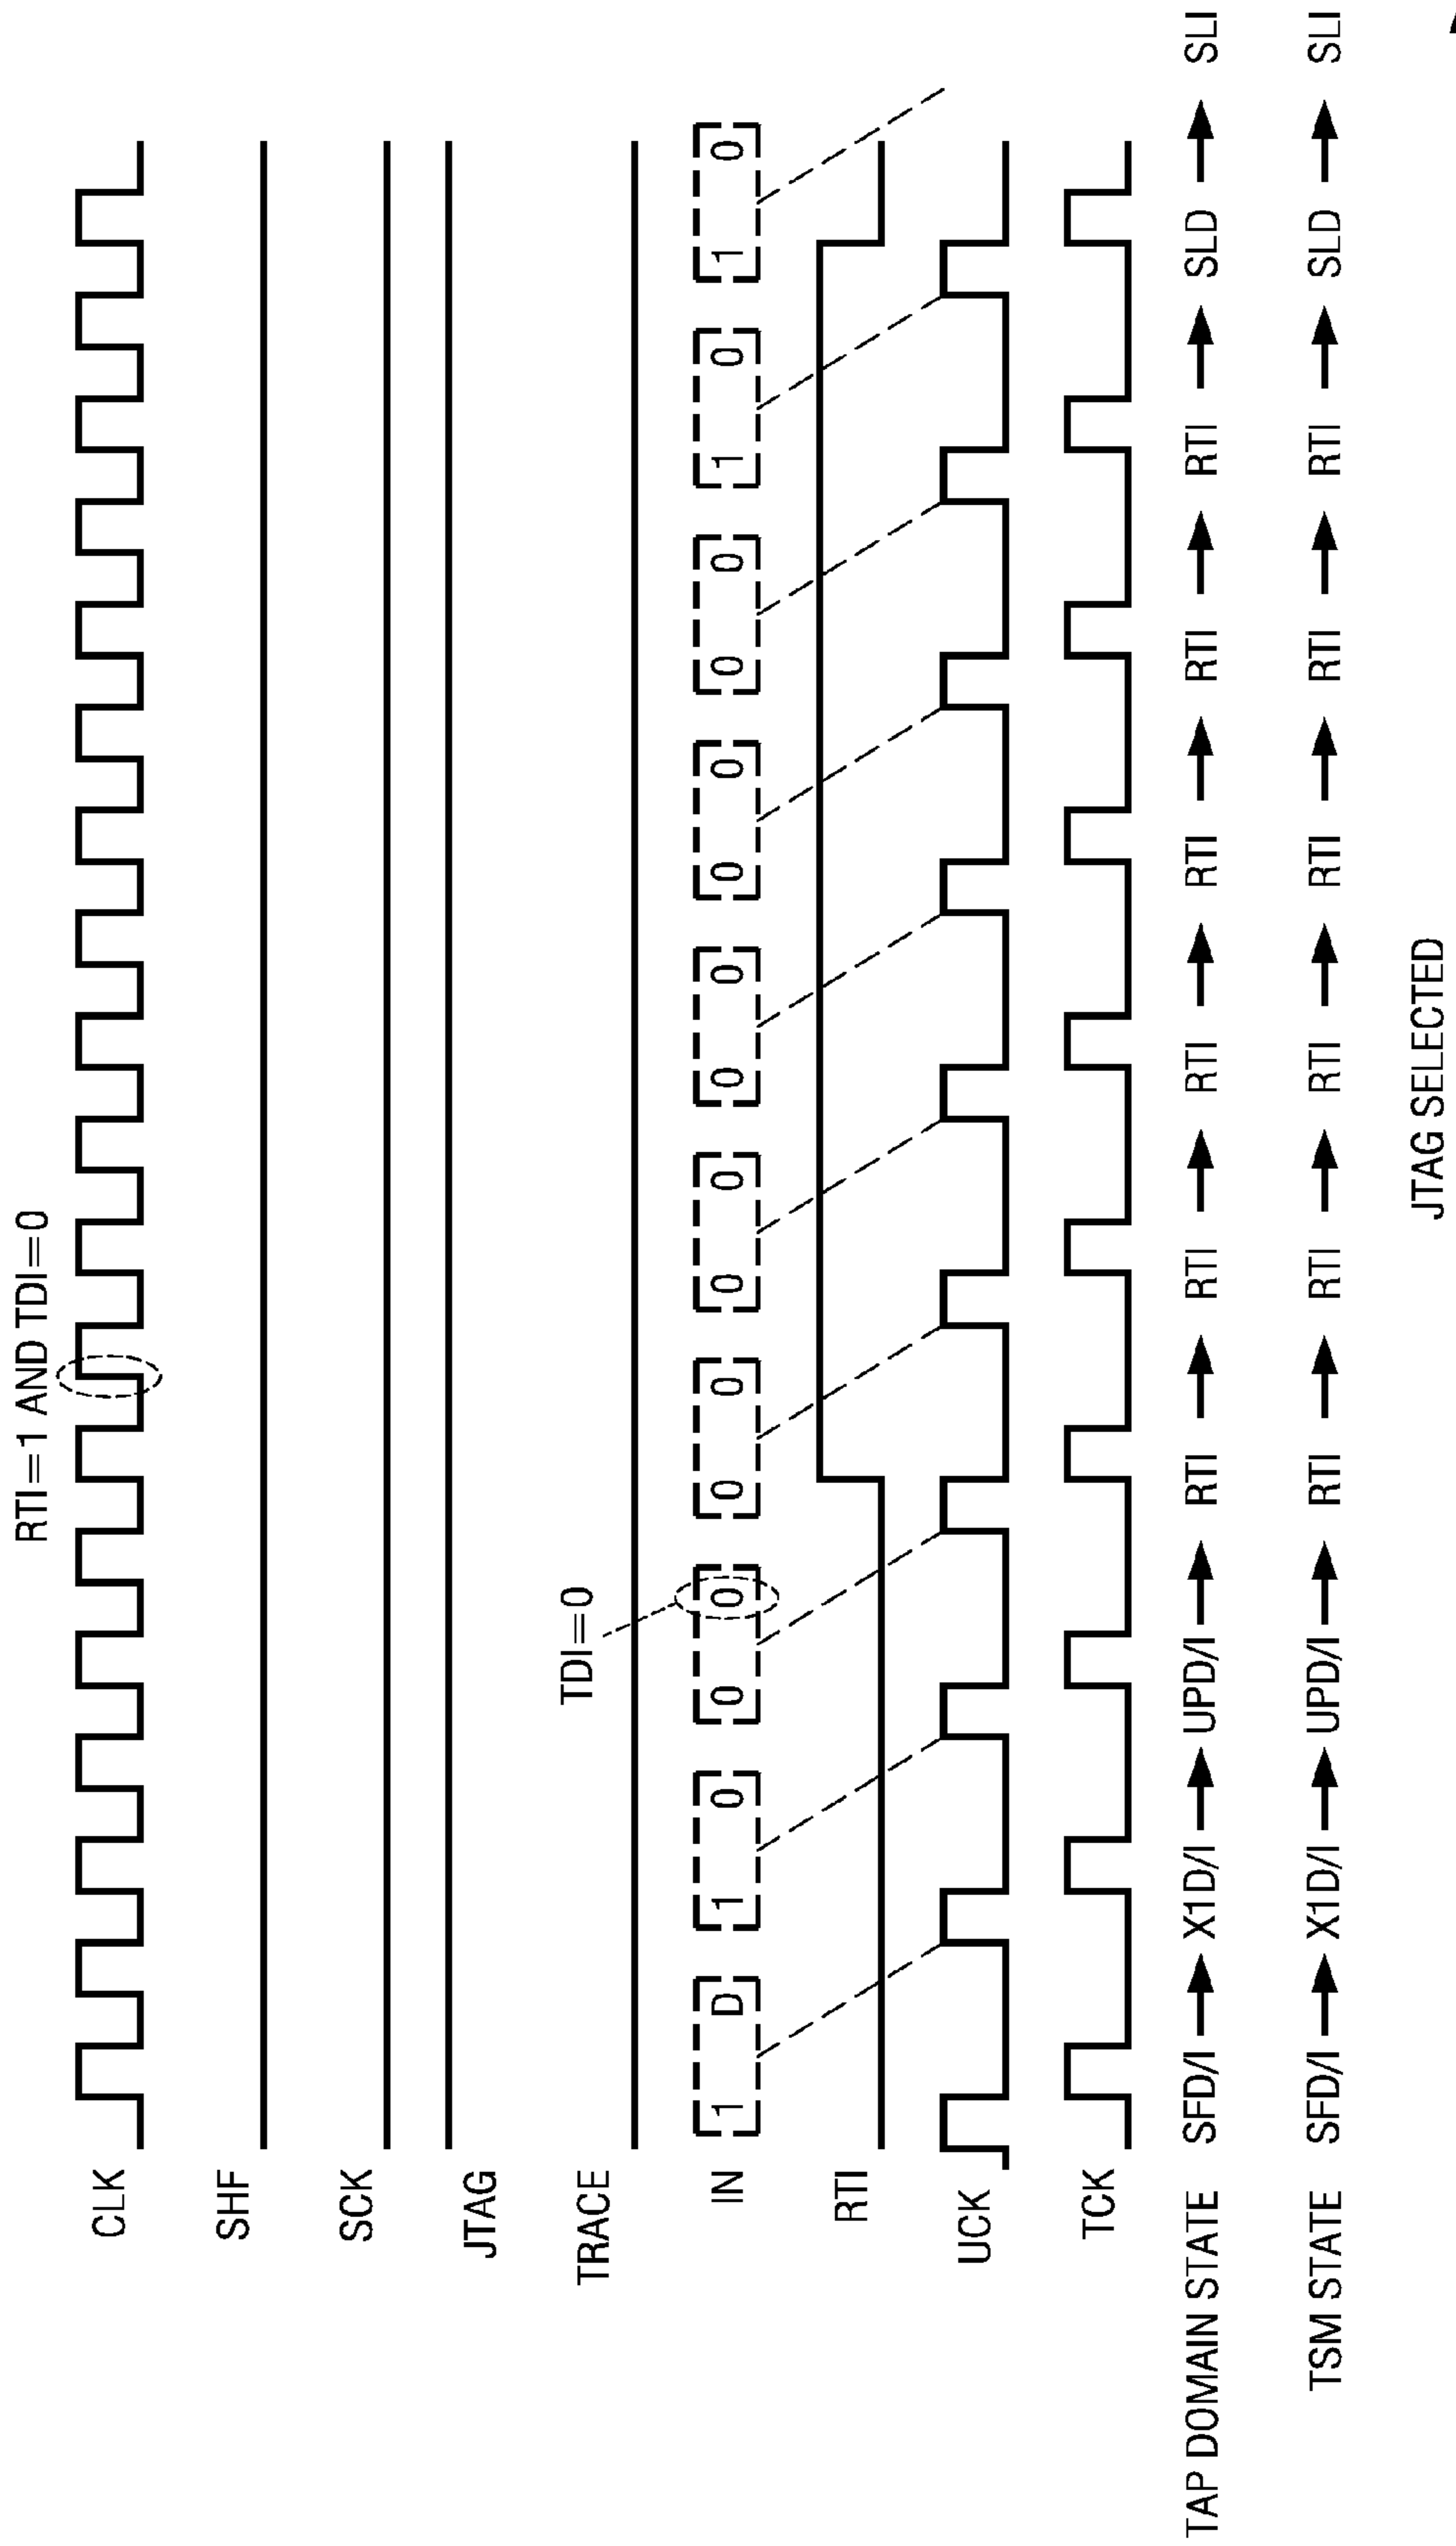 RTI=1 AND TDI=0
CLK
SHF
SCK
JTAG
TRACE
TDI=0
IN 1 D 1 0 0 0 0 0 0 0 0 0 0 0 0 0 1 0 1 0
RTI
UCK
TCK
TAP DOMAIN STATE SFD/I X1D/I UPD/I RTI RTI RTI RTI RTI RTI SLD SLI
TSM STATE SFD/I X1D/I UPD/I RTI RTI RTI RTI RTI RTI SLD SLI
JTAG SELECTED